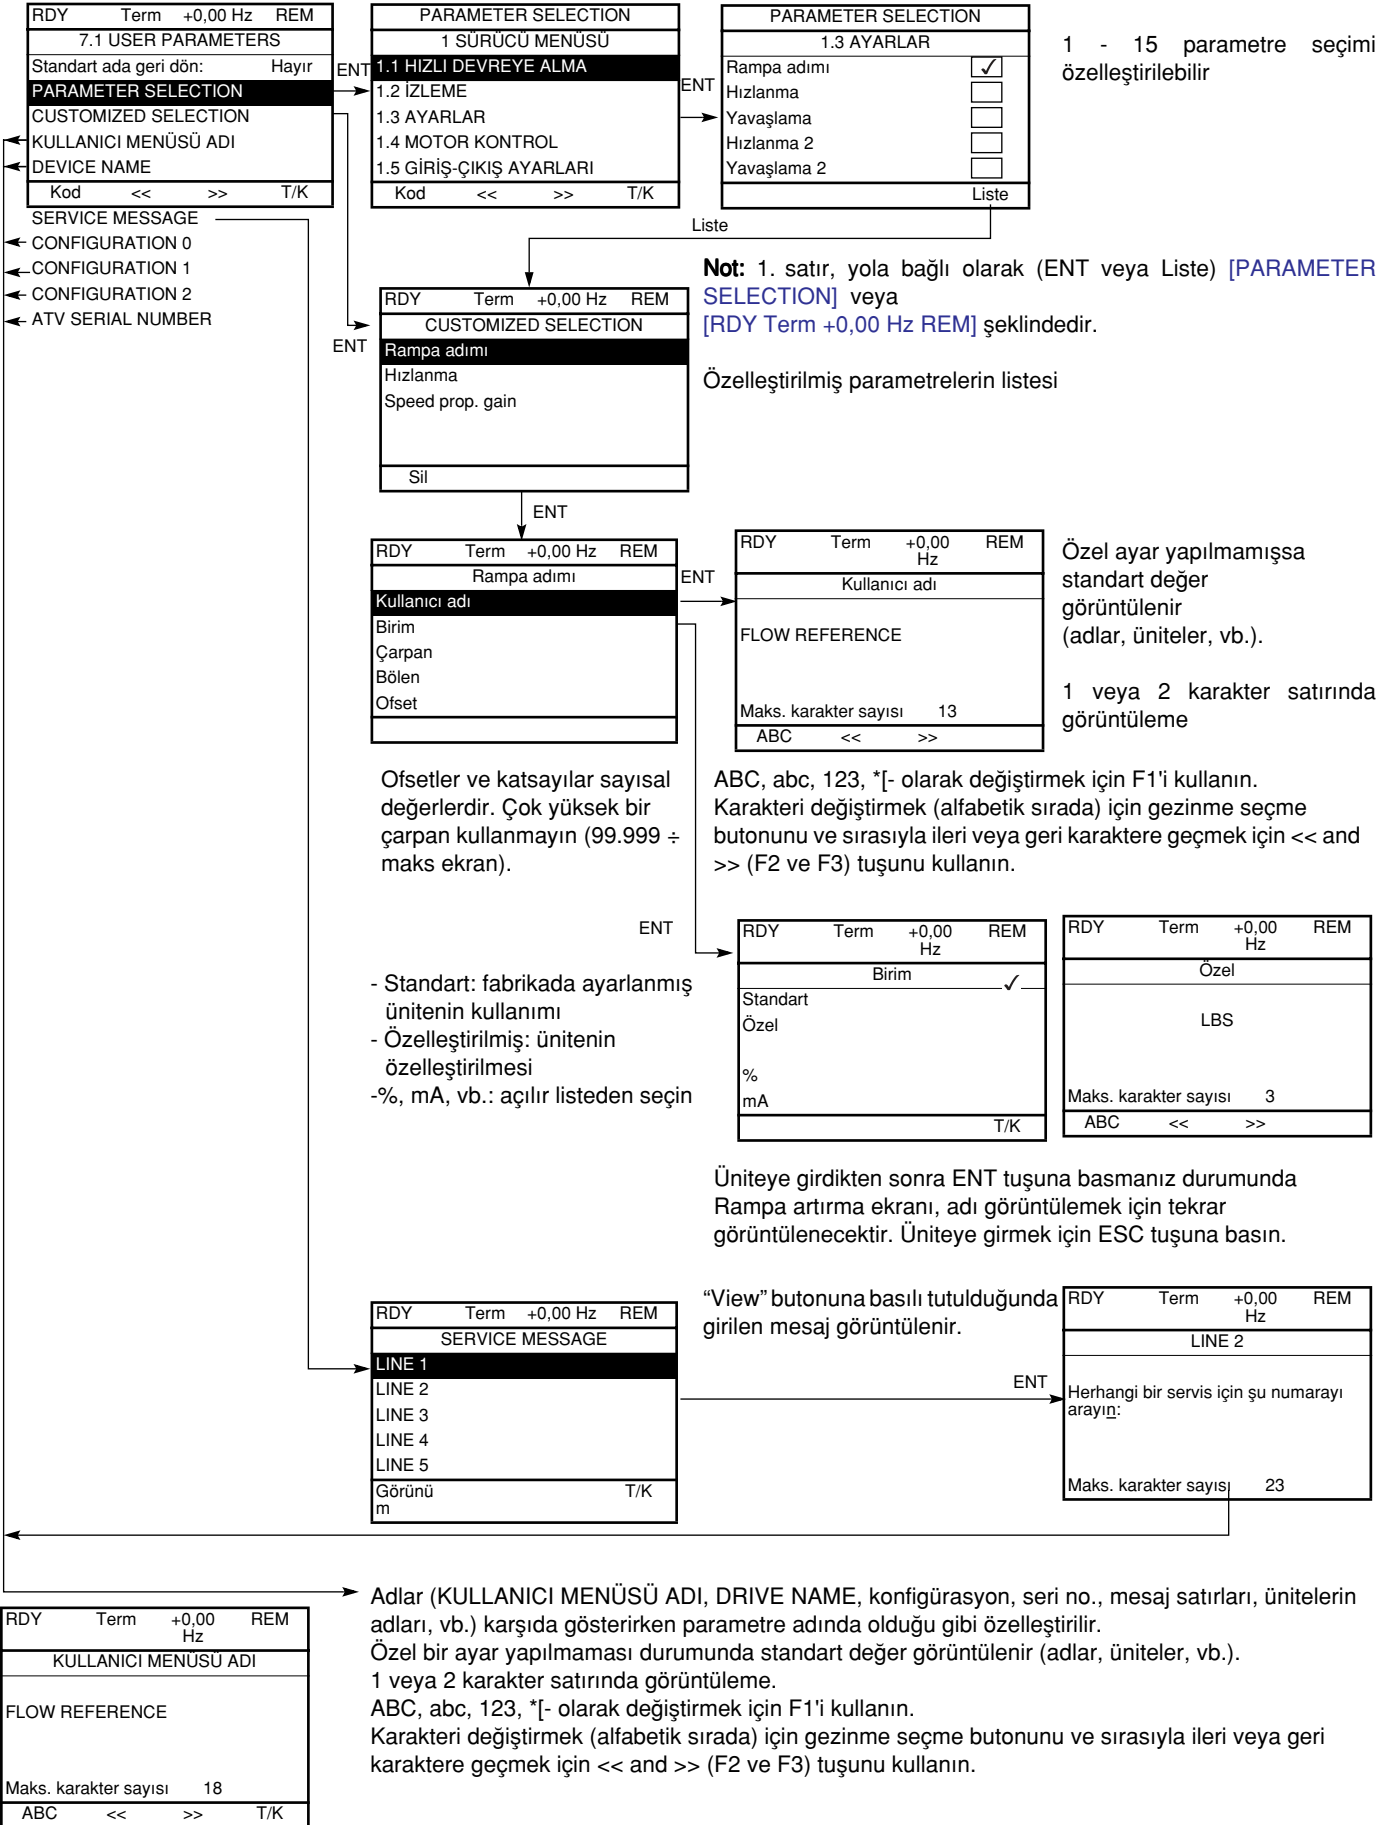 RDY Term +0,00 Hz REM
7.1 USER PARAMETERS
Standart ada geri dön: Hayır
PARAMETER SELECTION
CUSTOMIZED SELECTION
KULLANICI MENÜSÜ ADI
DEVICE NAME
Kod << >> T/K
SERVICE MESSAGE
CONFIGURATION 0
CONFIGURATION 1
CONFIGURATION 2
ATV SERIAL NUMBER
ENT
PARAMETER SELECTION
1 SÜRÜCÜ MENÜSÜ
1.1 HIZLI DEVREYE ALMA
1.2 İZLEME
1.3 AYARLAR
1.4 MOTOR KONTROL
1.5 GİRİŞ-ÇIKIŞ AYARLARI
Kod << >> T/K
ENT
PARAMETER SELECTION
1.3 AYARLAR
Rampa adımı ✓
Hızlanma
Yavaşlama
Hızlanma 2
Yavaşlama 2
Liste
1 - 15 parametre seçimi
özelleştirilebilir
Liste
Not: 1. satır, yola bağlı olarak (ENT veya Liste) [PARAMETER
SELECTION] veya
[RDY Term +0,00 Hz REM] şeklindedir.
ENT
RDY Term +0,00 Hz REM
CUSTOMIZED SELECTION
Rampa adımı
Hızlanma
Speed prop. gain
Sil
Özelleştirilmiş parametrelerin listesi
ENT
RDY Term +0,00 Hz REM
Rampa adımı
Kullanıcı adı
Birim
Çarpan
Bölen
Ofset
ENT
RDY Term +0,00 Hz REM
Kullanıcı adı
FLOW REFERENCE
Maks. karakter sayısı 13
ABC << >>
Özel ayar yapılmamışsa
standart değer
görüntülenir
(adlar, üniteler, vb.).
1 veya 2 karakter satırında
görüntüleme
Ofsetler ve katsayılar sayısal
değerlerdir. Çok yüksek bir
çarpan kullanmayın (99.999 ÷
maks ekran).
ABC, abc, 123, *[- olarak değiştirmek için F1'i kullanın.
Karakteri değiştirmek (alfabetik sırada) için gezinme seçme
butonunu ve sırasıyla ileri veya geri karaktere geçmek için << and
>> (F2 ve F3) tuşunu kullanın.
ENT
- Standart: fabrikada ayarlanmış
ünitenin kullanımı
- Özelleştirilmiş: ünitenin
özelleştirilmesi
-%, mA, vb.: açılır listeden seçin
RDY Term +0,00 Hz REM
Birim ✓
Standart
Özel
%
mA
T/K
RDY Term +0,00 Hz REM
Özel
LBS
Maks. karakter sayısı 3
ABC << >>
Üniteye girdikten sonra ENT tuşuna basmanız durumunda
Rampa artırma ekranı, adı görüntülemek için tekrar
görüntülenecektir. Üniteye girmek için ESC tuşuna basın.
RDY Term +0,00 Hz REM
SERVICE MESSAGE
LINE 1
LINE 2
LINE 3
LINE 4
LINE 5
Görünü T/K
m
“View” butonuna basılı tutulduğunda
girilen mesaj görüntülenir.
ENT
RDY Term +0,00 Hz REM
LINE 2
Herhangi bir servis için şu numarayı
arayın:
Maks. karakter sayısı 23
Adlar (KULLANICI MENÜSÜ ADI, DRIVE NAME, konfigürasyon, seri no., mesaj satırları, ünitelerin
adları, vb.) karşıda gösterirken parametre adında olduğu gibi özelleştirilir.
Özel bir ayar yapılmaması durumunda standart değer görüntülenir (adlar, üniteler, vb.).
1 veya 2 karakter satırında görüntüleme.
ABC, abc, 123, *[- olarak değiştirmek için F1'i kullanın.
Karakteri değiştirmek (alfabetik sırada) için gezinme seçme butonunu ve sırasıyla ileri veya geri
karaktere geçmek için << and >> (F2 ve F3) tuşunu kullanın.
RDY Term +0,00 Hz REM
KULLANICI MENÜSÜ ADI
FLOW REFERENCE
Maks. karakter sayısı 18
ABC << >> T/K